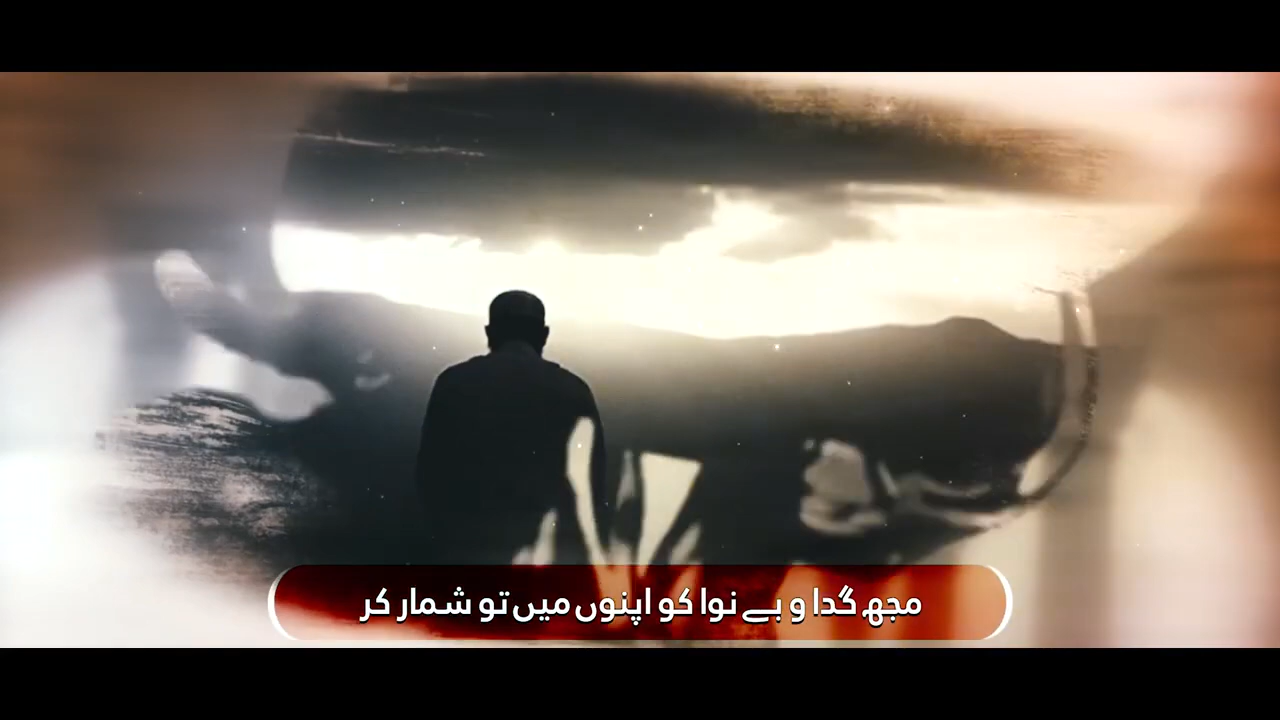 مجھ گدا و بے نوا کو اپنوں میں تو شمار کر